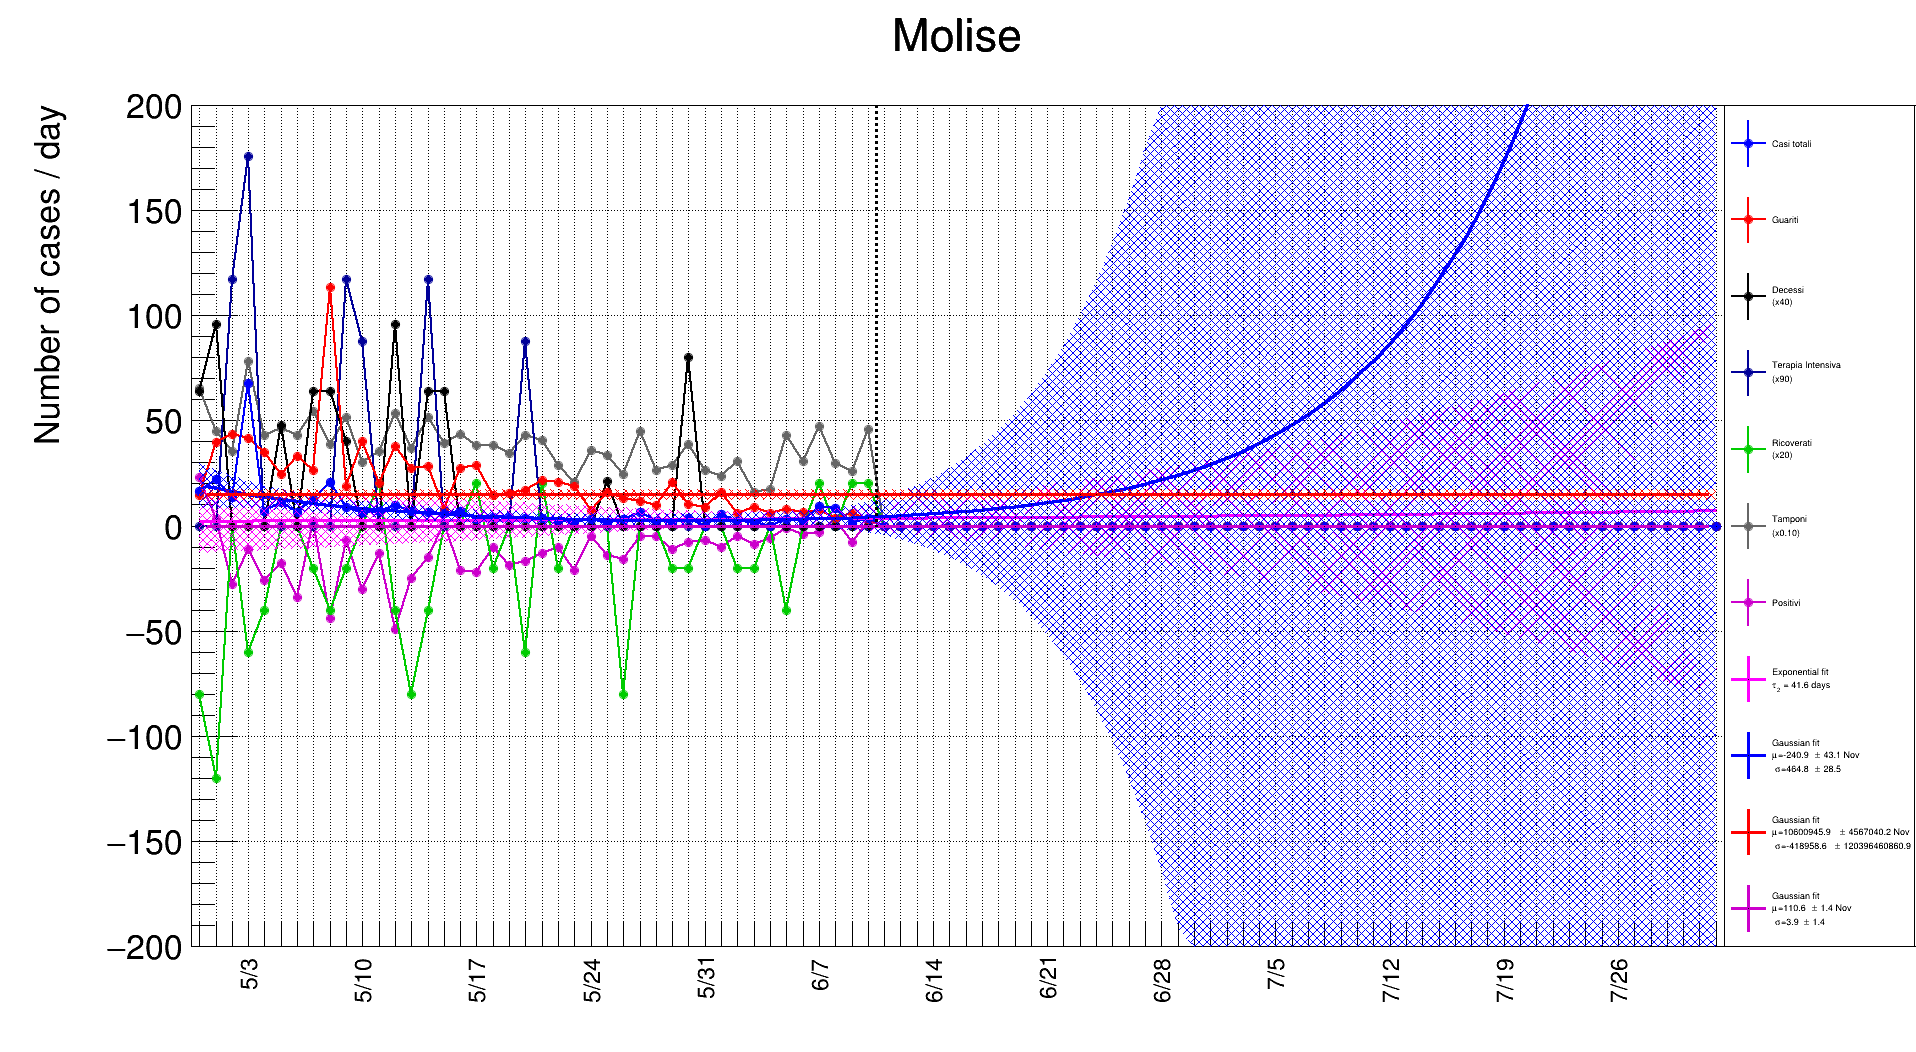 Molise
Number of cases / day
200
150
100
50
0
−50
−100
−150
−200
5/3
5/10
5/17
5/24
5/31
6/7
6/14
6/21
6/28
7/5
7/12
7/19
7/26
Casi totali
Guariti
Decessi
(x40)
Terapia Intensiva
(x90)
Ricoverati
(x20)
Tamponi
(x0.10)
Positivi
Exponential fit
τ₂ = 41.6 days
Gaussian fit
μ=-240.9 ± 43.1 Nov
σ=464.8 ± 28.5
Gaussian fit
μ=10600945.9 ± 4567040.2 Nov
σ=-418958.6 ± 120396460860.9
Gaussian fit
μ=110.6 ± 1.4 Nov
σ=3.9 ± 1.4